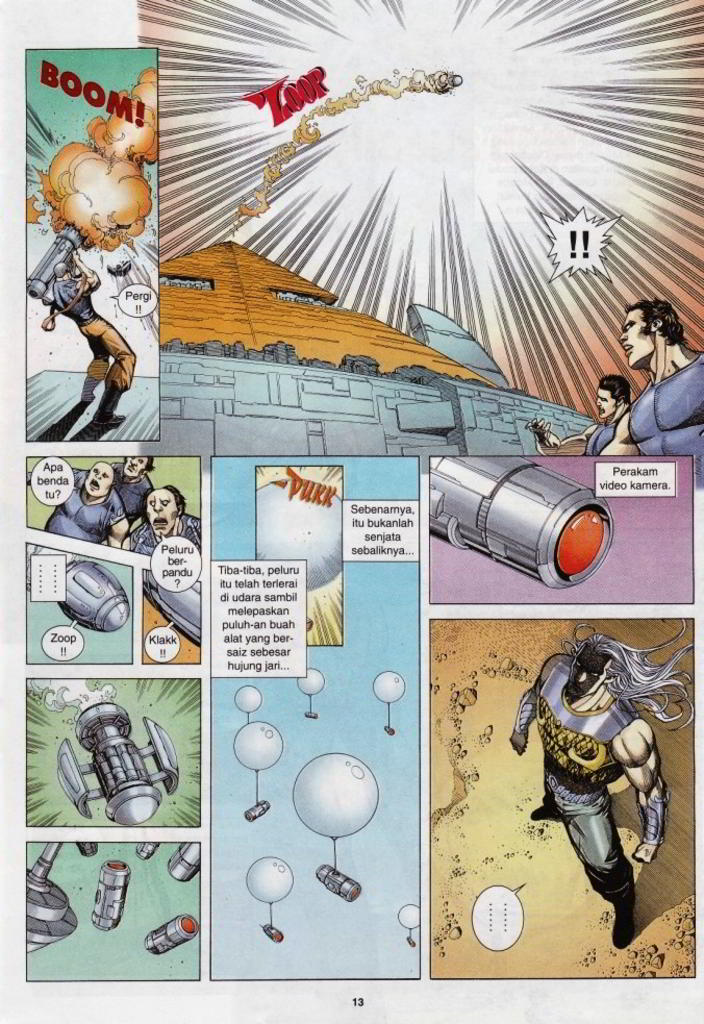 BOOM!
Pergi
!!
ZOOP
!!
Apa
benda
tu?
Peluru
ber-
pandu
?
Zoop
!!
Klakk
!!
PUKK
Sebenarnya,
itu bukanlah
senjata
sebaliknya...
Tiba-tiba, peluru
itu telah terlerai
di udara sambil
melepaskan
puluh-an buah
alat yang ber-
saiz sebesar
hujung jari...
Perakam
video kamera.
13